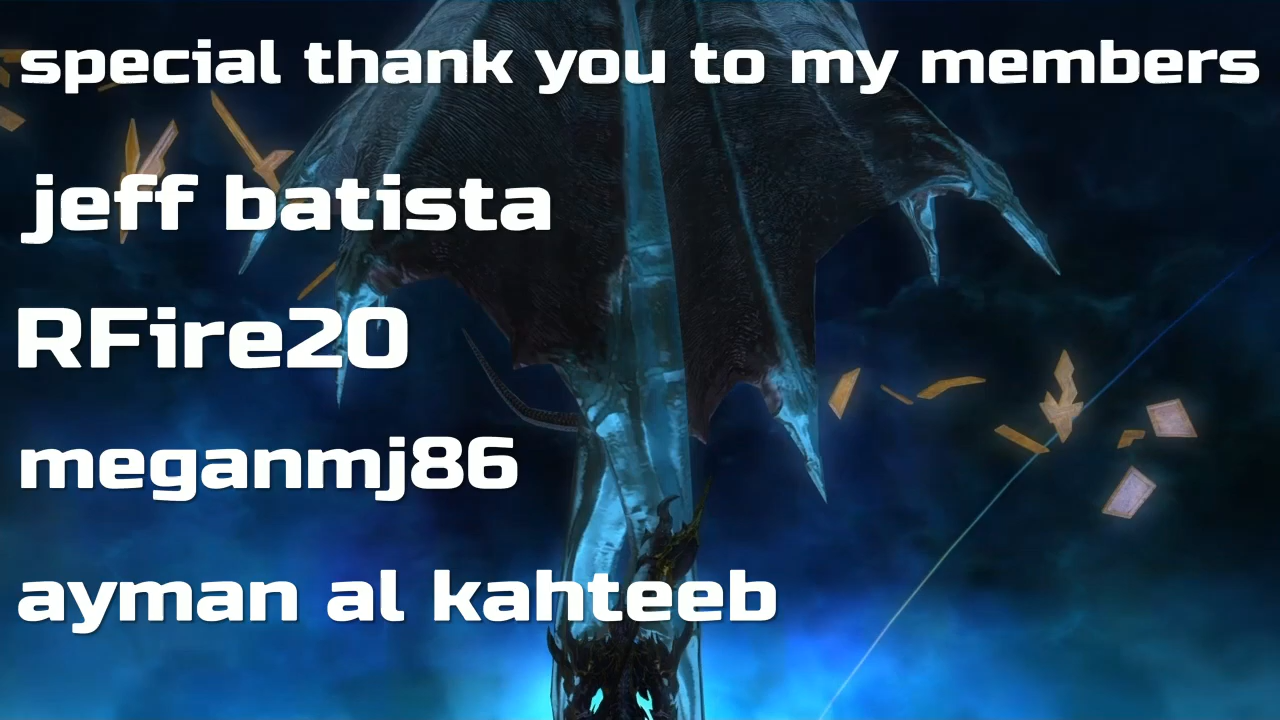 special thank you to my members
jeff batista
RFire20
meganmj86
ayman al kahteeb